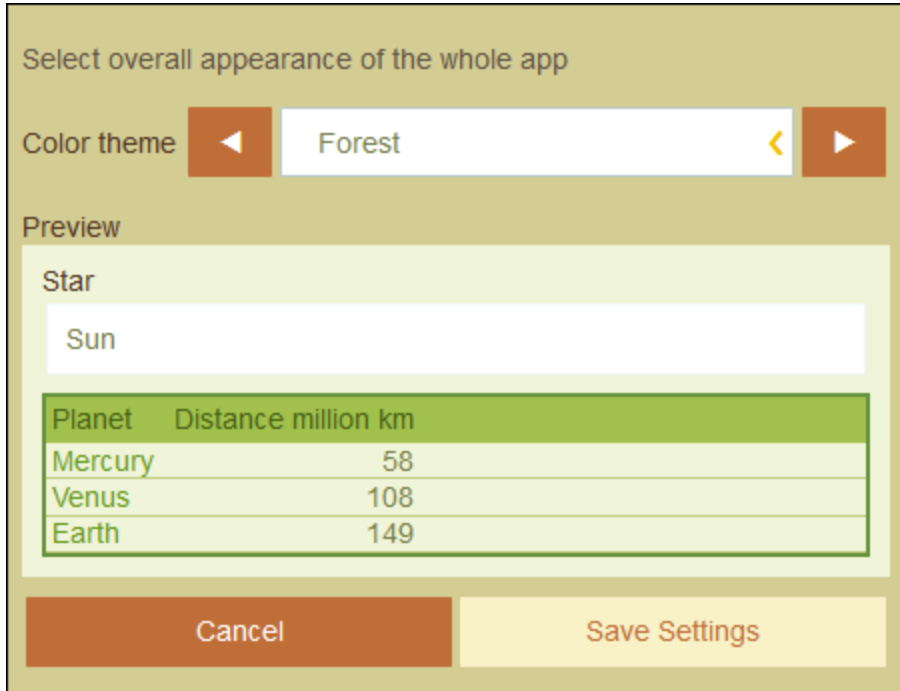 Select overall appearance of the whole app
Color theme Forest
Preview
Star
Sun
Planet Distance million km
Mercury 58
Venus 108
Earth 149
Cancel Save Settings